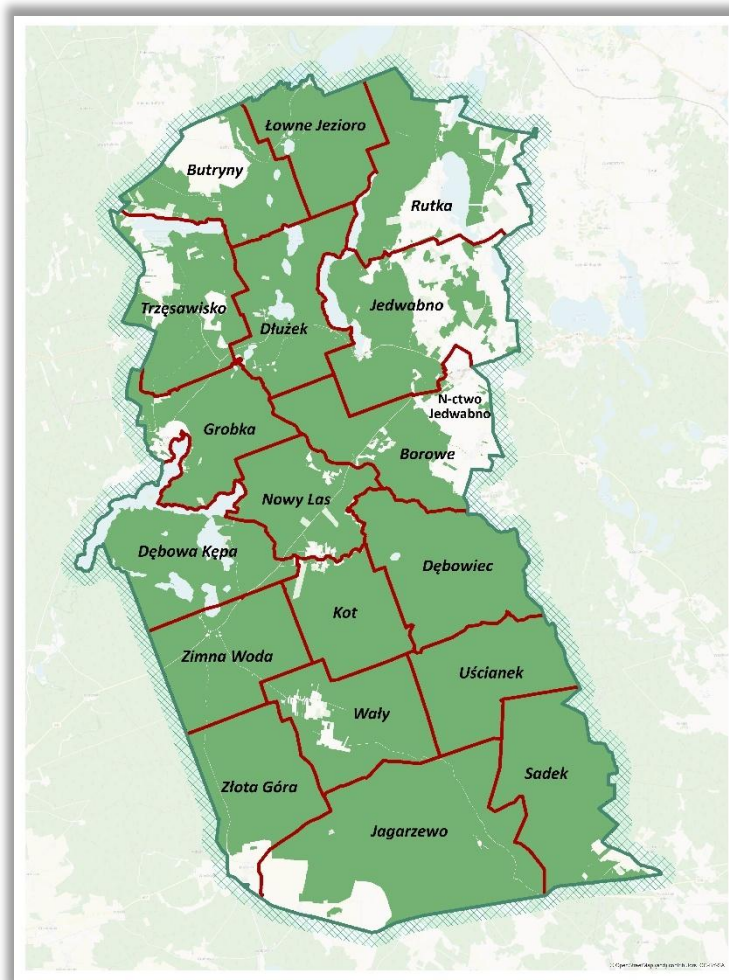 Łowne Jezioro
Butryny
Rutka
Trzęsawisko
Jedwabno
Dłużek
N-ctwo
Jedwabno
Grobka
Borowe
Nowy Las
Dębowa Kępa
Dębowiec
Kot
Zimna Woda
Uścianek
Wały
Sadek
Złota Góra
Jagarzewo